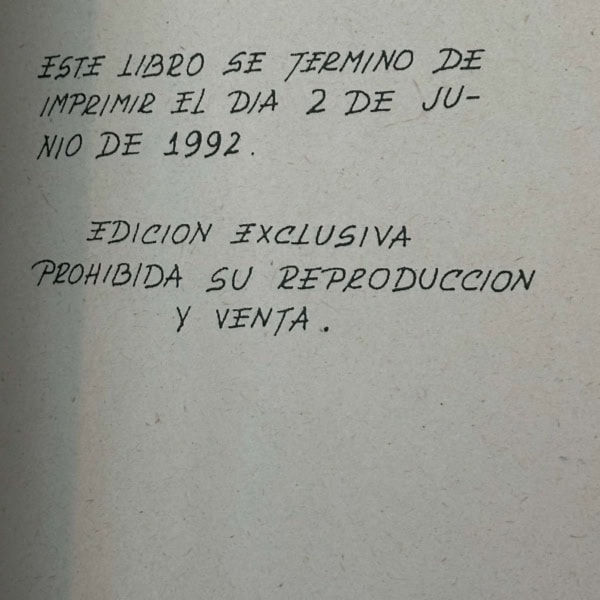 ESTE LIBRO SE TERMINO DE
IMPRIMIR EL DIA 2 DE JU-
NIO DE 1992.
EDICION EXCLUSIVA
PROHIBIDA SU REPRODUCCION
Y VENTA.